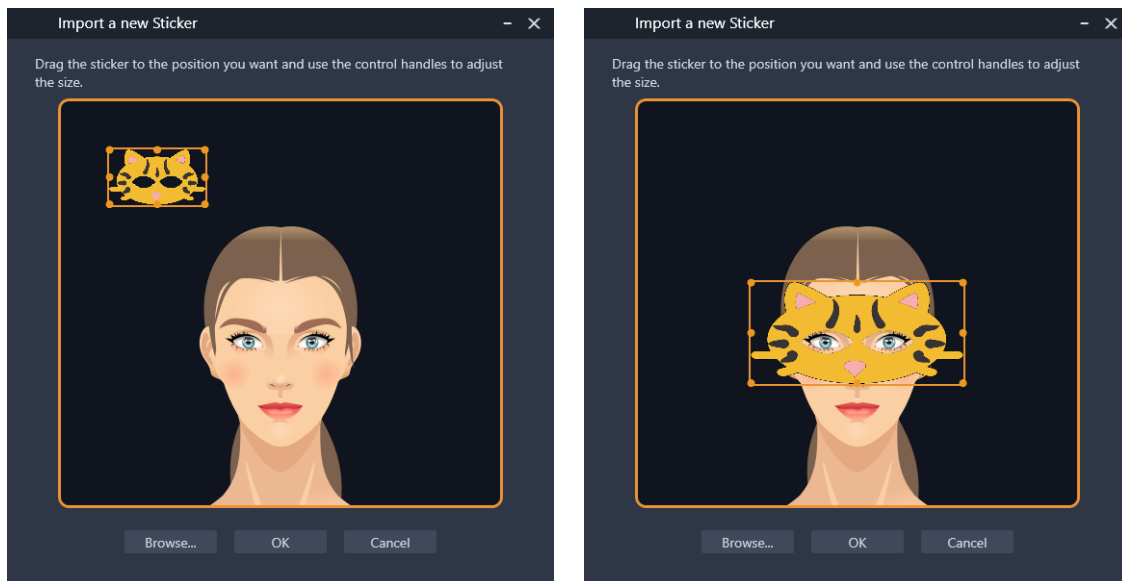 Import a new Sticker
Drag the sticker to the position you want and use the control handles to adjust
the size.
Browse...
OK
Cancel
Import a new Sticker
Drag the sticker to the position you want and use the control handles to adjust
the size.
Browse...
OK
Cancel